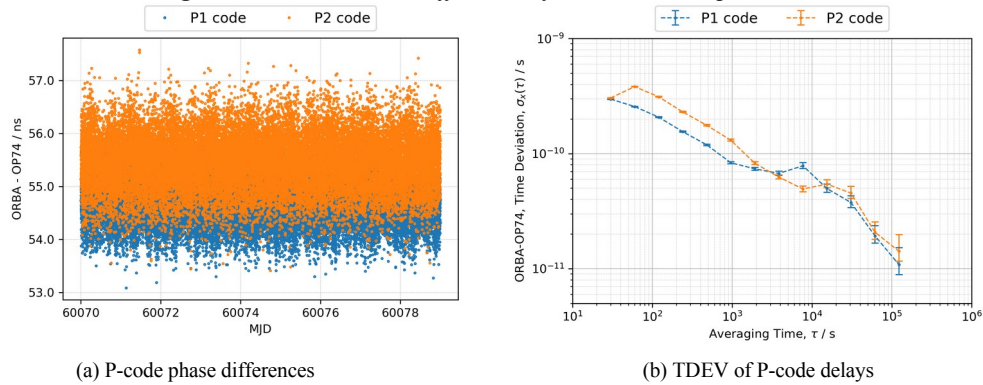 P1 code P2 code
57.0
56.0
55.0
54.0
53.0
ORBA - OP74 / ns
60070 60072 60074 60076 60078
MJD
(a) P-code phase differences
P1 code P2 code
10⁻⁹
10⁻¹⁰
10⁻¹¹
ORBA-OP74, Time Deviation, σₓ(τ) / s
10¹ 10² 10³ 10⁴ 10⁵ 10⁶
Averaging Time, τ / s
(b) TDEV of P-code delays